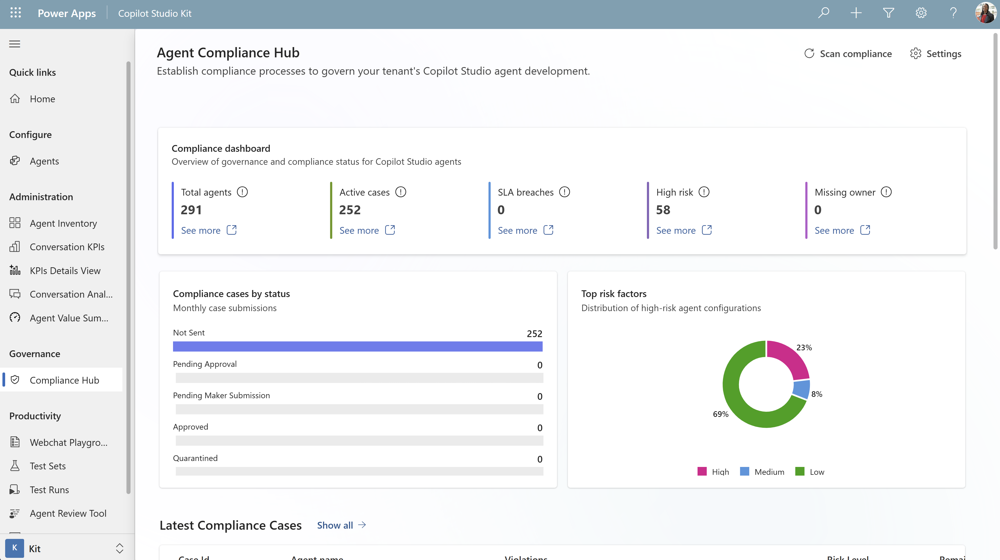 Power Apps
Copilot Studio Kit
Quick links
Home
Configure
Agents
Administration
Agent Inventory
Conversation KPIs
KPIs Details View
Conversation Anal...
Agent Value Sum...
Governance
Compliance Hub
Productivity
Webchat Playgro...
Test Sets
Test Runs
Agent Review Tool
K
Kit
Agent Compliance Hub
Scan compliance
Settings
Establish compliance processes to govern your tenant's Copilot Studio agent development.
Compliance dashboard
Overview of governance and compliance status for Copilot Studio agents
Total agents
291
See more
Active cases
252
See more
SLA breaches
0
See more
High risk
58
See more
Missing owner
0
See more
Compliance cases by status
Monthly case submissions
Not Sent 252
Pending Approval 0
Pending Maker Submission 0
Approved 0
Quarantined 0
Top risk factors
Distribution of high-risk agent configurations
23%
8%
69%
High Medium Low
Latest Compliance Cases Show all
Case Id Agent name Violations Risk Level Remai